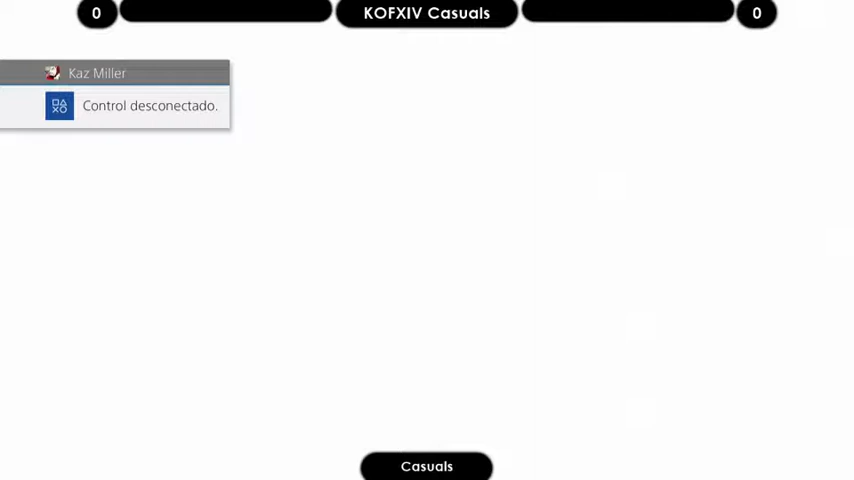 0 KOFXIV Casuals 0
Kaz Miller
Control desconectado.
Casuals